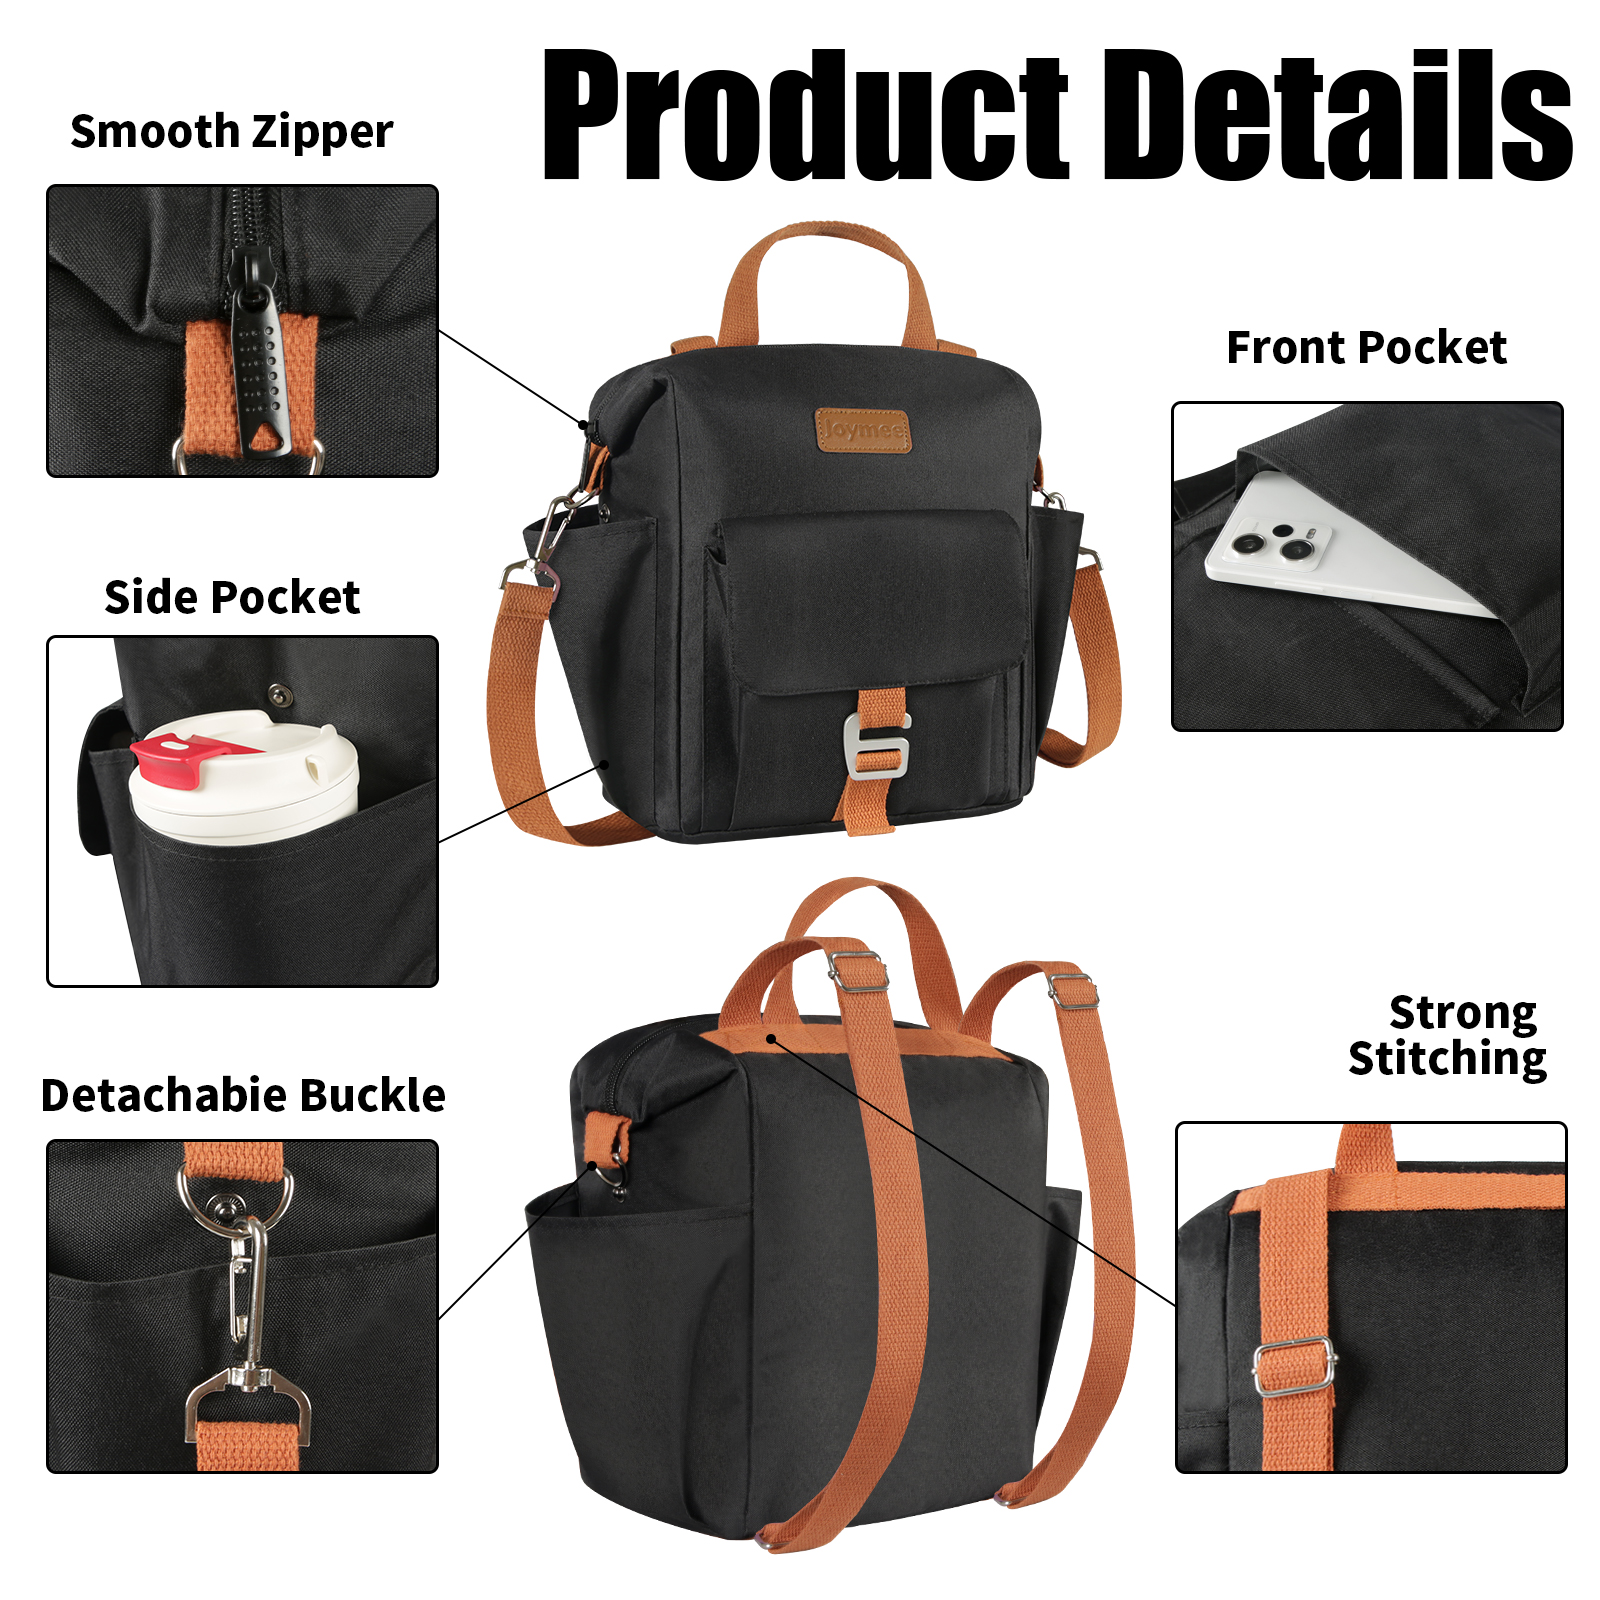 Product Details
Smooth Zipper
Joymee
Front Pocket
Side Pocket
Strong
Stitching
Detachabie Buckle